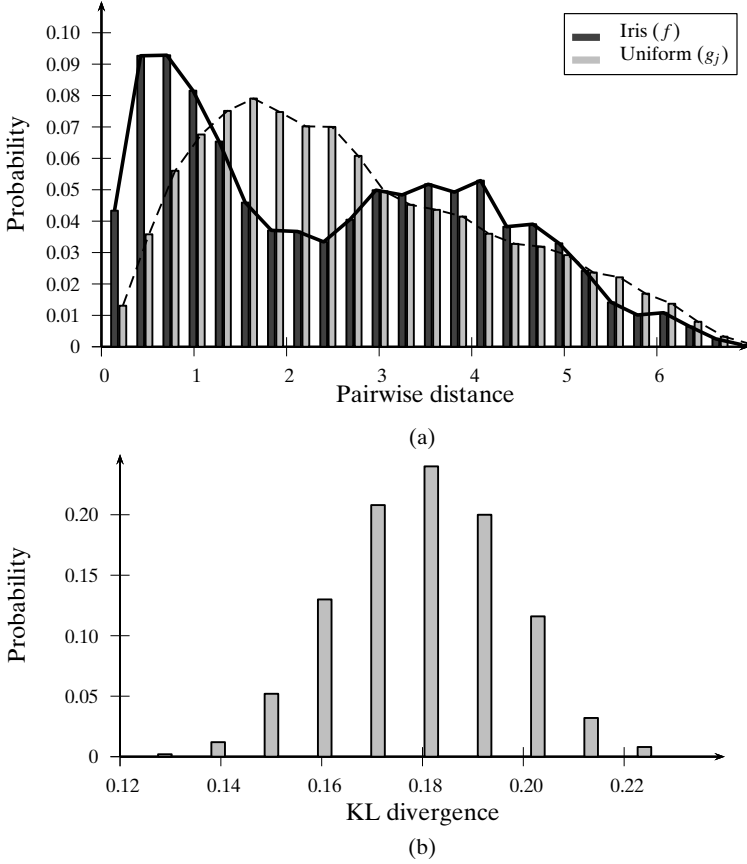 0.10
0.09
0.08
0.07
0.06
0.05
0.04
0.03
0.02
0.01
0
Probability
Iris (f)
Uniform (g_j)
0 1 2 3 4 5 6
Pairwise distance
(a)
0.20
0.15
0.10
0.05
0
Probability
0.12 0.14 0.16 0.18 0.20 0.22
KL divergence
(b)